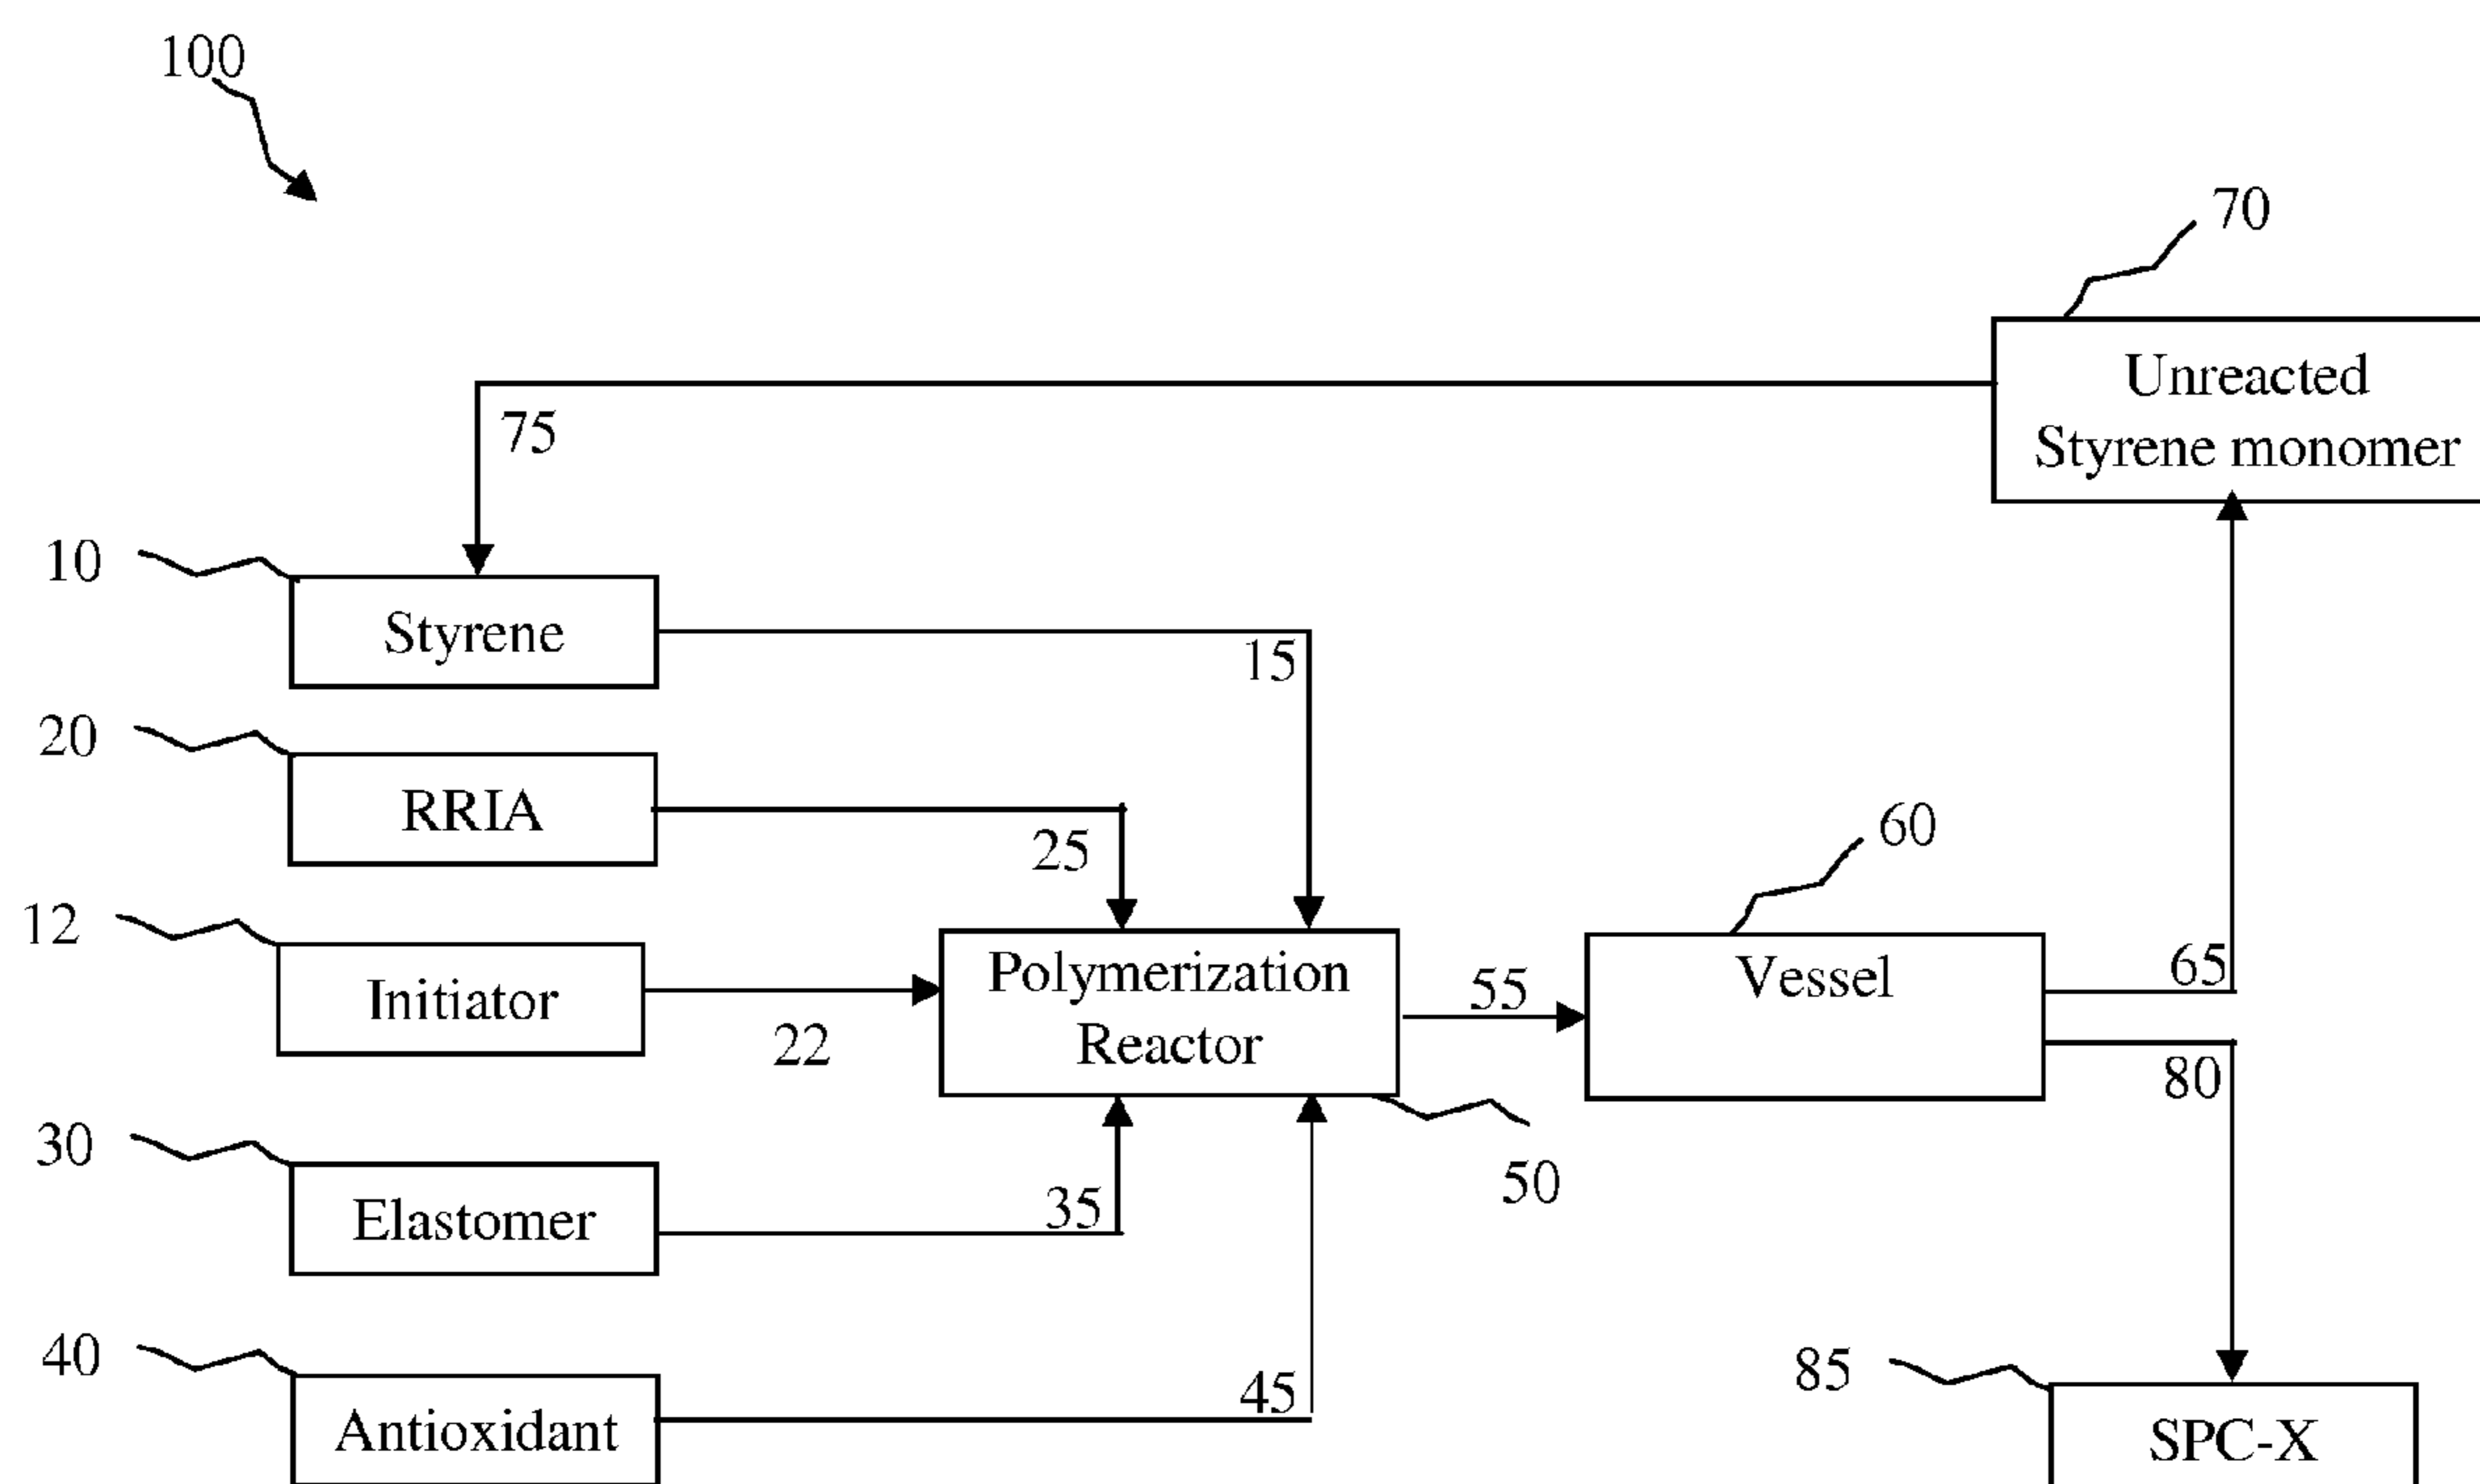 100
70
Unreacted
Styrene monomer
75
10
Styrene
15
20
RRIA
25
60
12
Initiator
22
Polymerization
Reactor
55
Vessel
65
80
30
Elastomer
35
50
40
Antioxidant
45
85
SPC-X